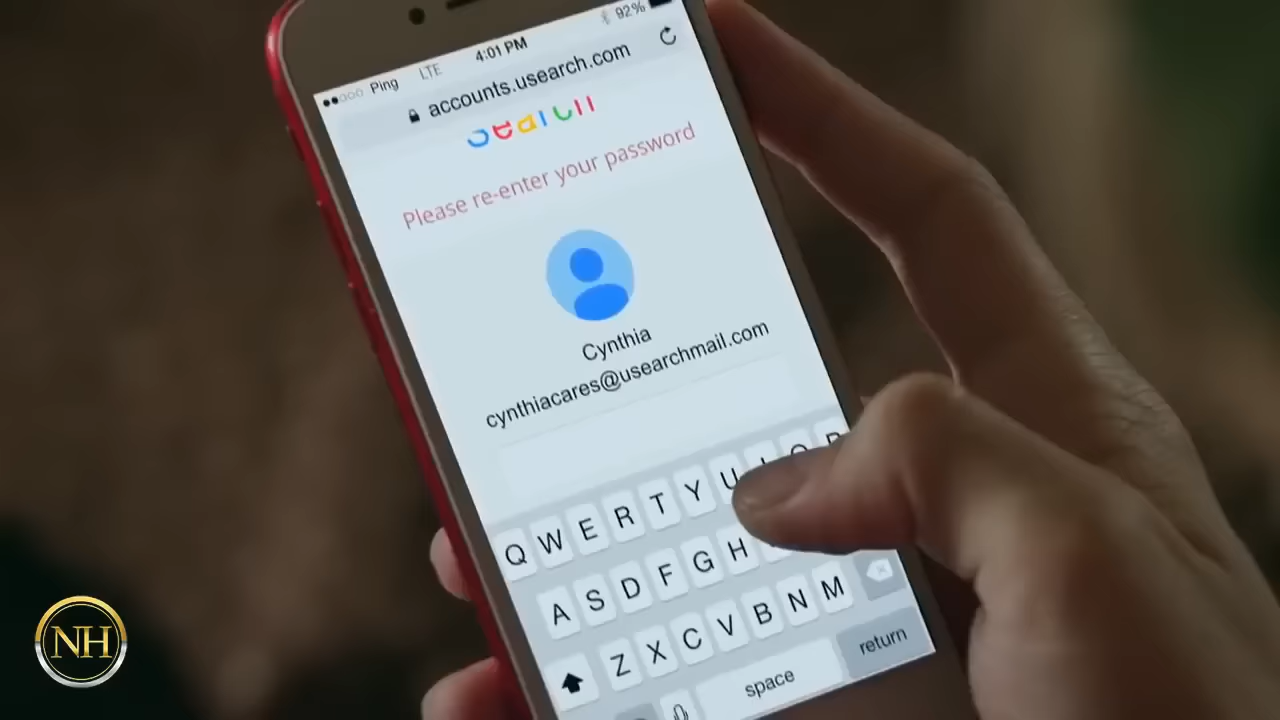 Ping LTE 4:01 PM 92%
accounts.usearch.com
Please re-enter your password
Cynthia
cynthiacares@usearchmail.com
Q W E R T Y U
A S D F G H
Z X C V B N M
space return
NH